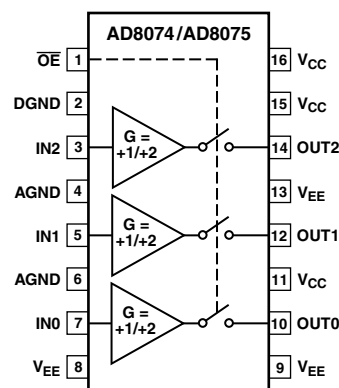 AD8074/AD8075
OE 1
16 VCC
DGND 2
15 VCC
IN2 3
G =
+1/+2
14 OUT2
AGND 4
13 VEE
IN1 5
G =
+1/+2
12 OUT1
AGND 6
11 VCC
IN0 7
G =
+1/+2
10 OUT0
VEE 8
9 VEE